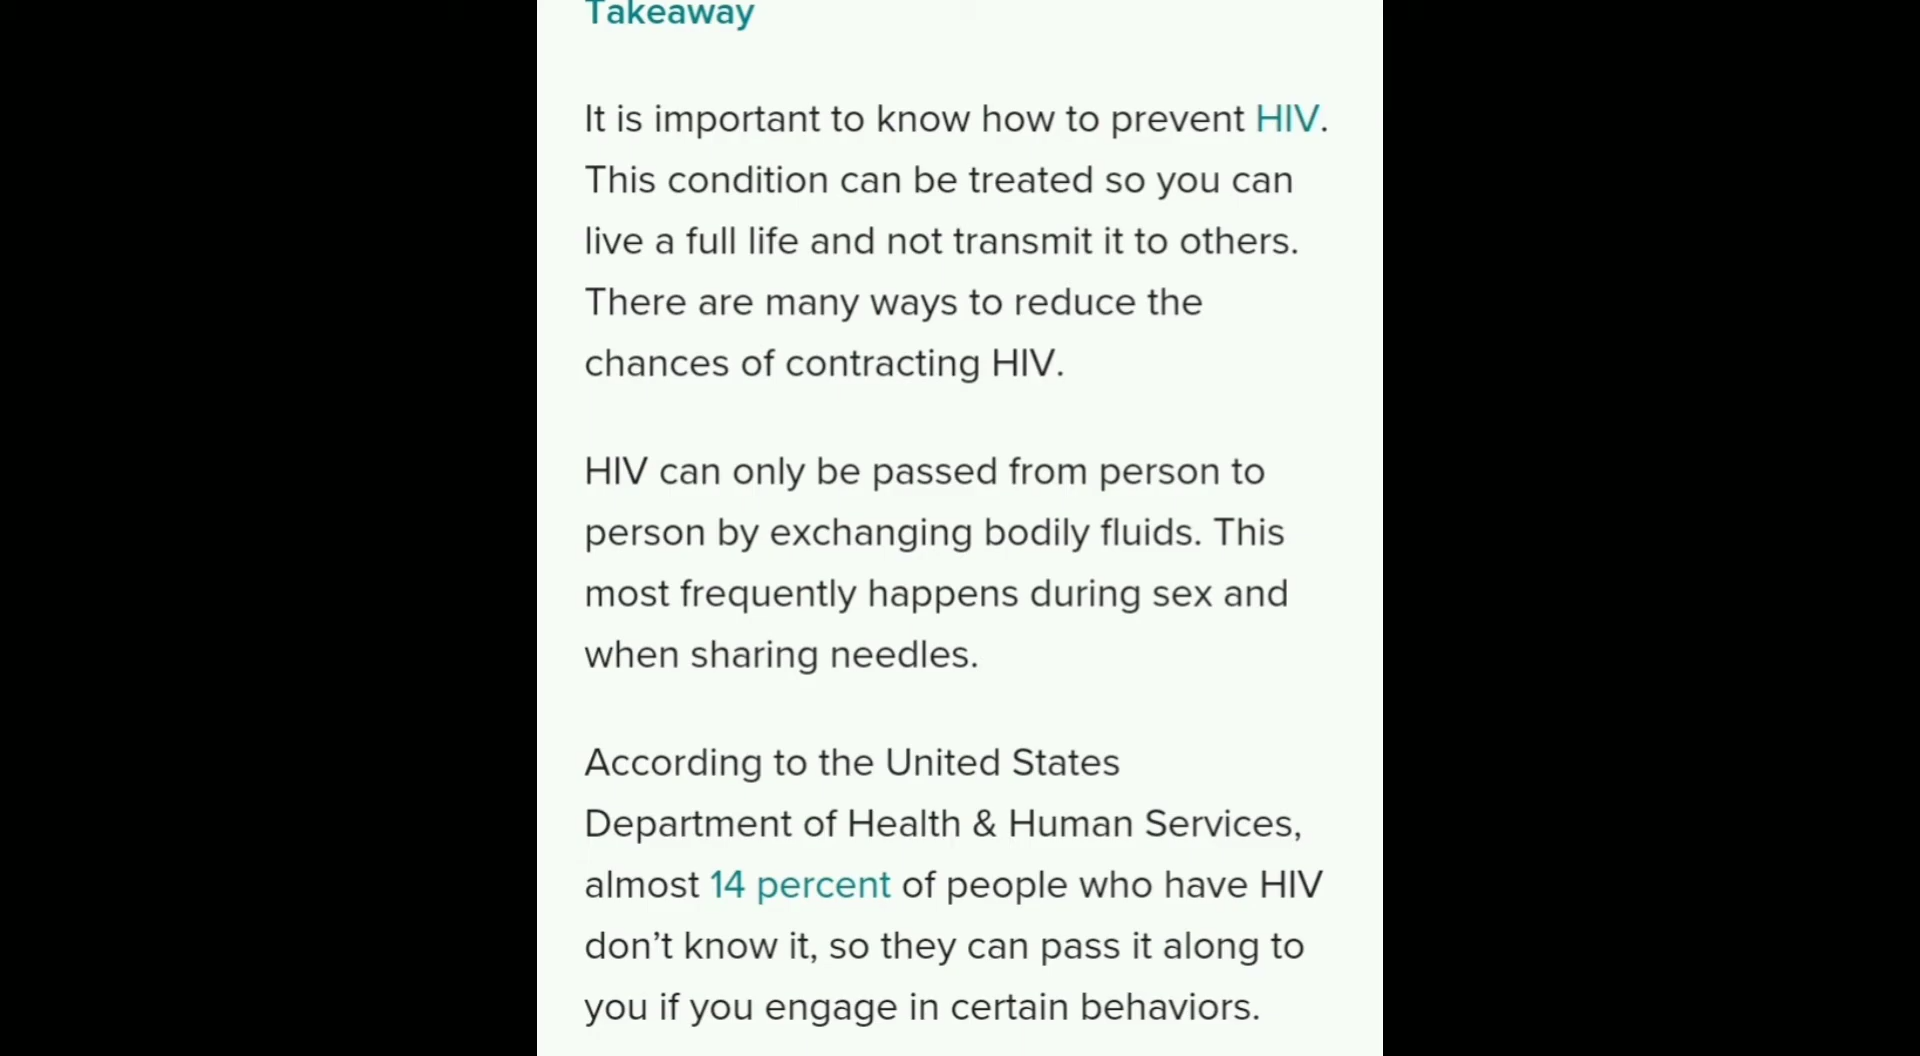 Takeaway
It is important to know how to prevent HIV.
This condition can be treated so you can
live a full life and not transmit it to others.
There are many ways to reduce the
chances of contracting HIV.
HIV can only be passed from person to
person by exchanging bodily fluids. This
most frequently happens during sex and
when sharing needles.
According to the United States
Department of Health & Human Services,
almost 14 percent of people who have HIV
don’t know it, so they can pass it along to
you if you engage in certain behaviors.